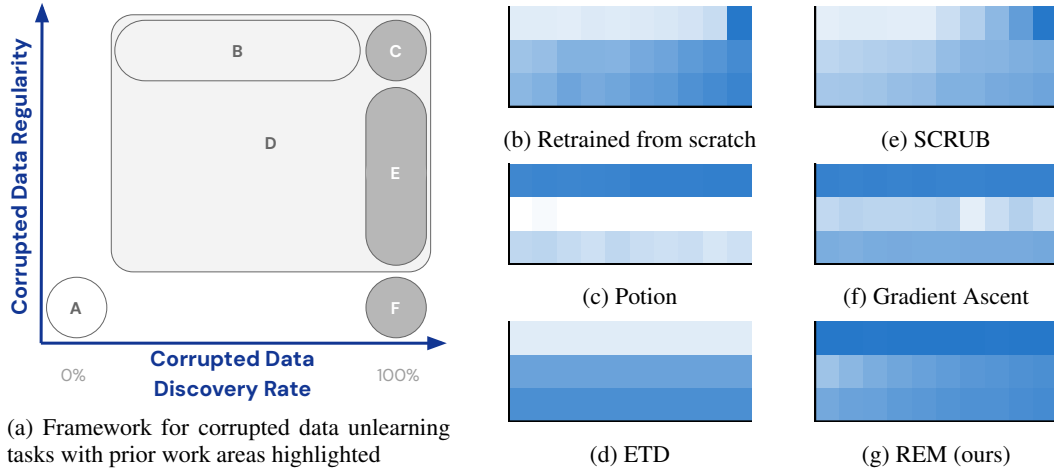 Corrupted Data Regularity
B
C
D
E
A
F
0%
Corrupted Data
Discovery Rate
100%
(a) Framework for corrupted data unlearning
tasks with prior work areas highlighted
(b) Retrained from scratch
(e) SCRUB
(c) Potion
(f) Gradient Ascent
(d) ETD
(g) REM (ours)